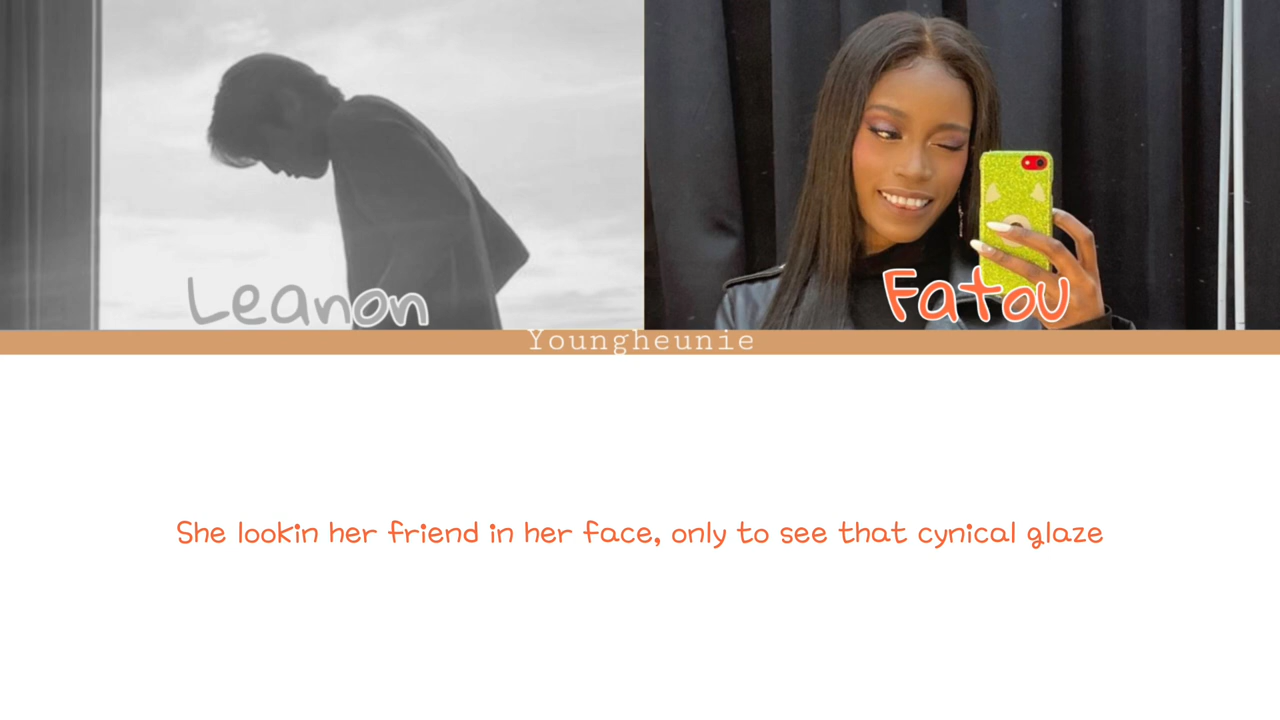 Leanon
Fatou
Youngheunie
She lookin her friend in her face, only to see that cynical glaze